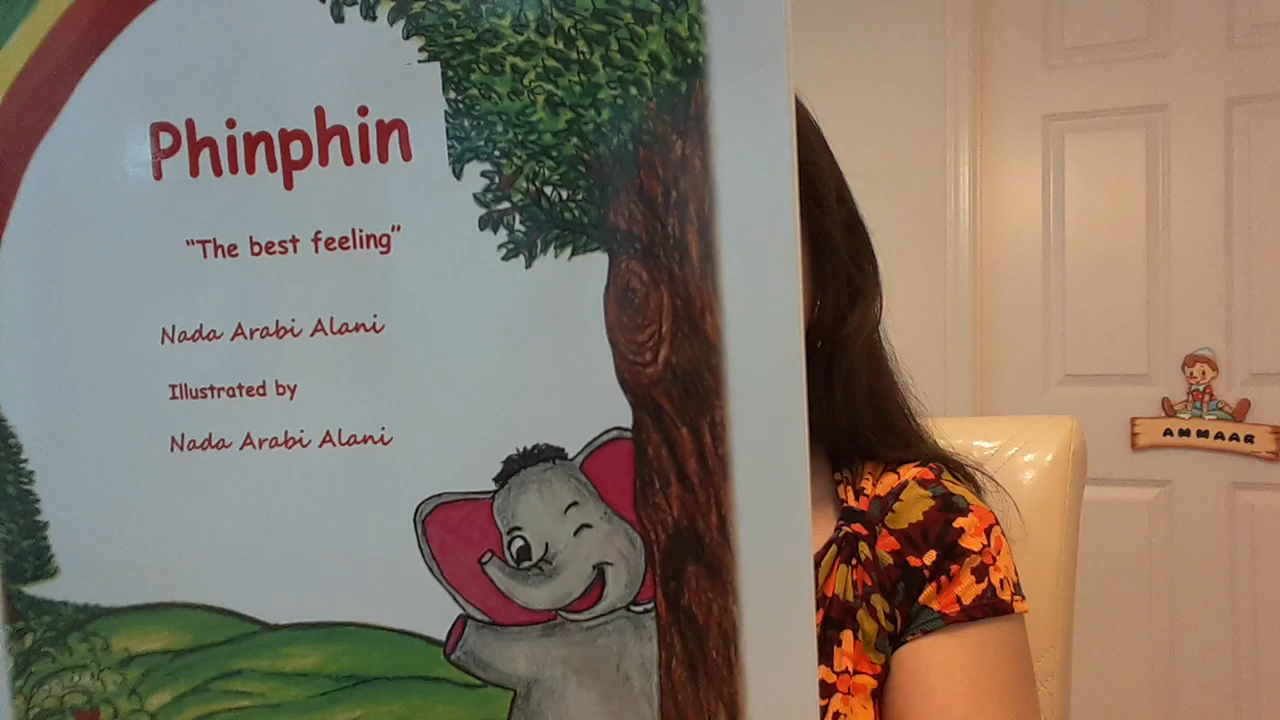 Phinphin
“The best feeling”
Nada Arabi Alani
Illustrated by
Nada Arabi Alani
AMMAAR